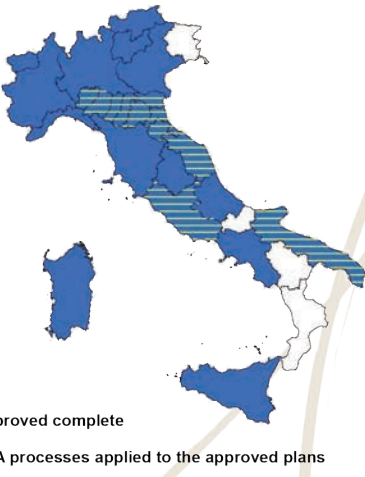 proved complete
A processes applied to the approved plans